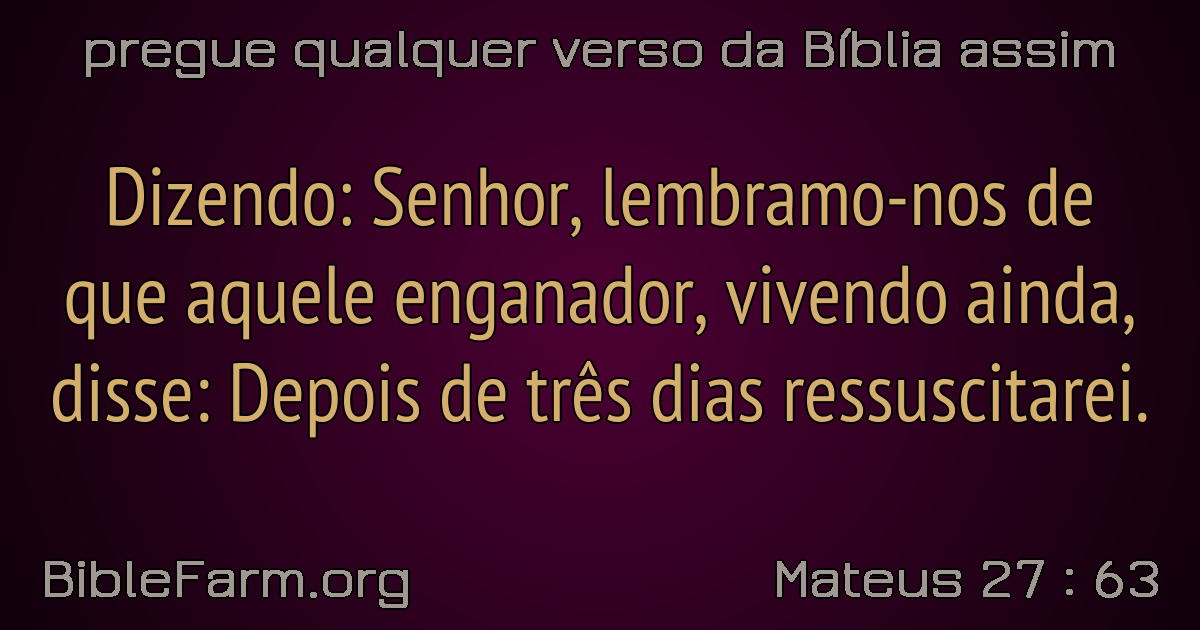 pregue qualquer verso da Bíblia assim
Dizendo: Senhor, lembramo-nos de
que aquele enganador, vivendo ainda,
disse: Depois de três dias ressuscitarei.
BibleFarm.org
Mateus 27 : 63